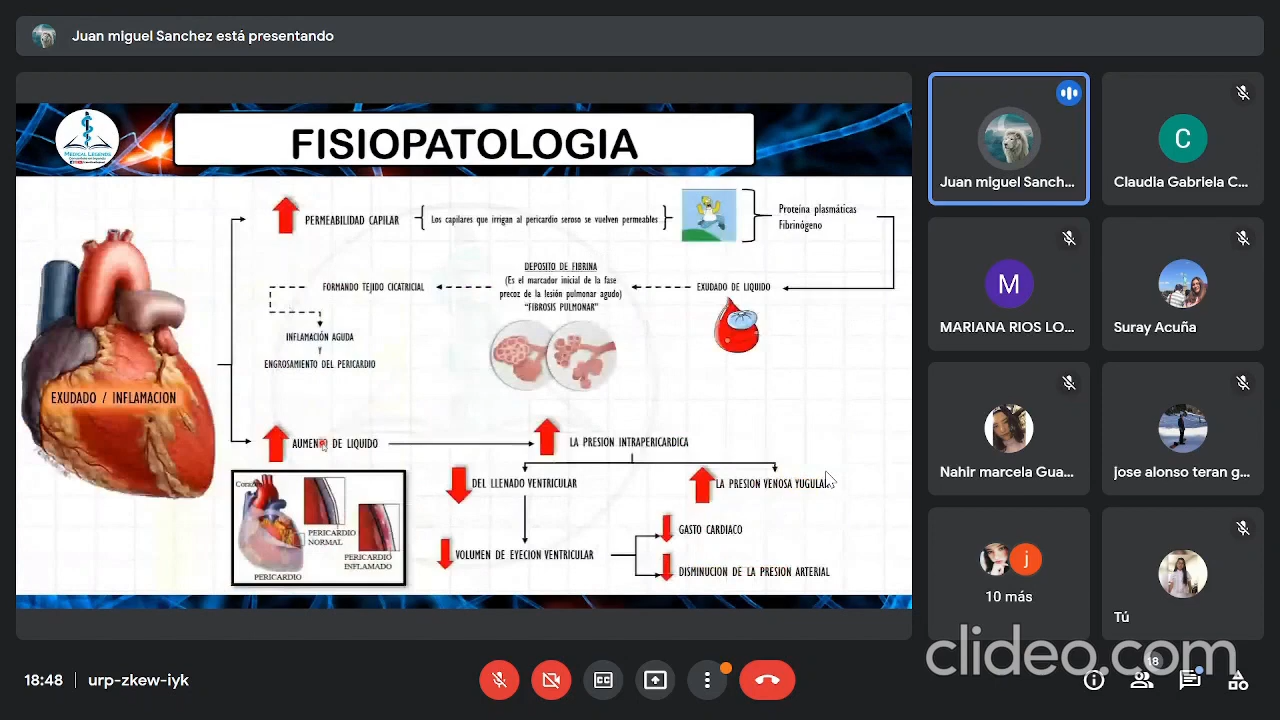 Juan miguel Sanchez está presentando
MEDICAL LEGENDS
FISIOPATOLOGIA
PERMEABILIDAD CAPILAR
Los capilares que irrigan al pericardio seroso se vuelven permeables
Proteína plasmáticas
Fibrinógeno
DEPOSITO DE FIBRINA
(Es el marcador inicial de la fase
precoz de la lesión pulmonar agudo)
"FIBROSIS PULMONAR"
FORMANDO TEJIDO CICATRICIAL
EXUDADO DE LIQUIDO
INFLAMACIÓN AGUDA
Y
ENGROSAMIENTO DEL PERICARDIO
EXUDADO / INFLAMACION
AUMENTO DE LIQUIDO
LA PRESION INTRAPERICARDICA
DEL LLENADO VENTRICULAR
LA PRESION VENOSA YUGULAR
GASTO CARDIACO
VOLUMEN DE EYECION VENTRICULAR
DISMINUCION DE LA PRESION ARTERIAL
Corazón
PERICARDIO
NORMAL
PERICARDIO
INFLAMADO
PERICARDIO
Juan miguel Sanch...
Claudia Gabriela C...
C
M
MARIANA RIOS LO...
Suray Acuña
Nahir marcela Gua...
jose alonso teran g...
j
10 más
Tú
clideo.com
18:48 | urp-zkew-iyk
18